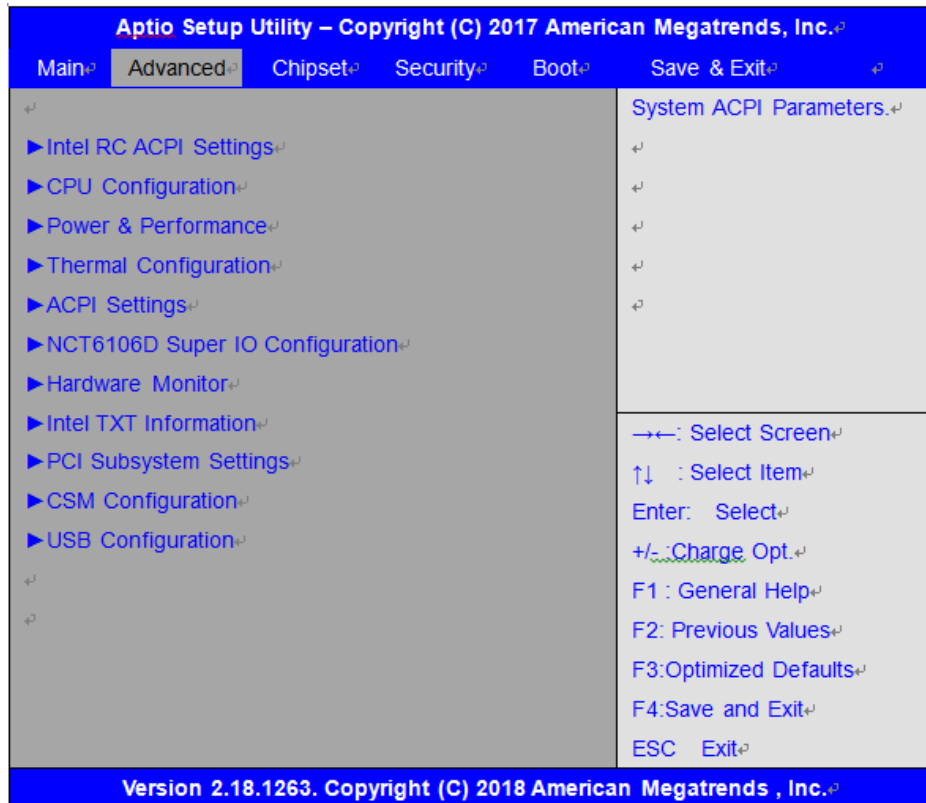 Aptio Setup Utility – Copyright (C) 2017 American Megatrends, Inc.
Main Advanced Chipset Security Boot Save & Exit
►Intel RC ACPI Settings
►CPU Configuration
►Power & Performance
►Thermal Configuration
►ACPI Settings
►NCT6106D Super IO Configuration
►Hardware Monitor
►Intel TXT Information
►PCI Subsystem Settings
►CSM Configuration
►USB Configuration
System ACPI Parameters.
→←: Select Screen
↑↓ : Select Item
Enter: Select
+/- :Charge Opt.
F1 : General Help
F2: Previous Values
F3:Optimized Defaults
F4:Save and Exit
ESC Exit
Version 2.18.1263. Copyright (C) 2018 American Megatrends , Inc.